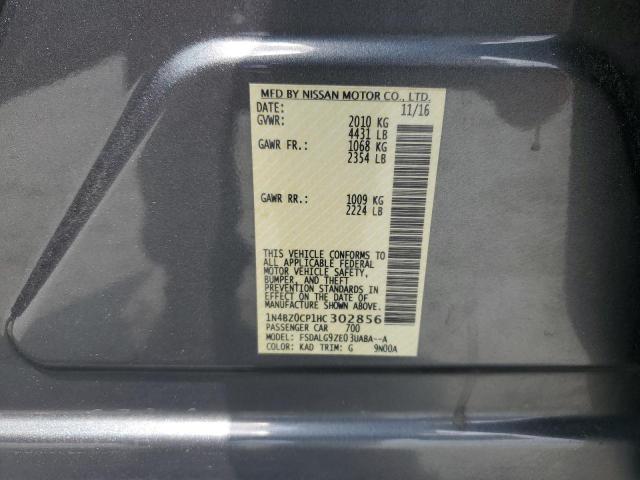 MFD BY NISSAN MOTOR CO., LTD.
DATE: 11/16
GVWR: 2010 KG
4431 LB
GAWR FR.: 1068 KG
2354 LB
GAWR RR.: 1009 KG
2224 LB
THIS VEHICLE CONFORMS TO
ALL APPLICABLE FEDERAL
MOTOR VEHICLE SAFETY,
BUMPER, AND THEFT
PREVENTION STANDARDS IN
EFFECT ON THE DATE OF
MANUFACTURE SHOWN ABOVE.
1N4BZ0CP1HC302856
PASSENGER CAR 700
MODEL: FSDALG9ZE03UABA--A
COLOR: KAD TRIM: G 9N00A